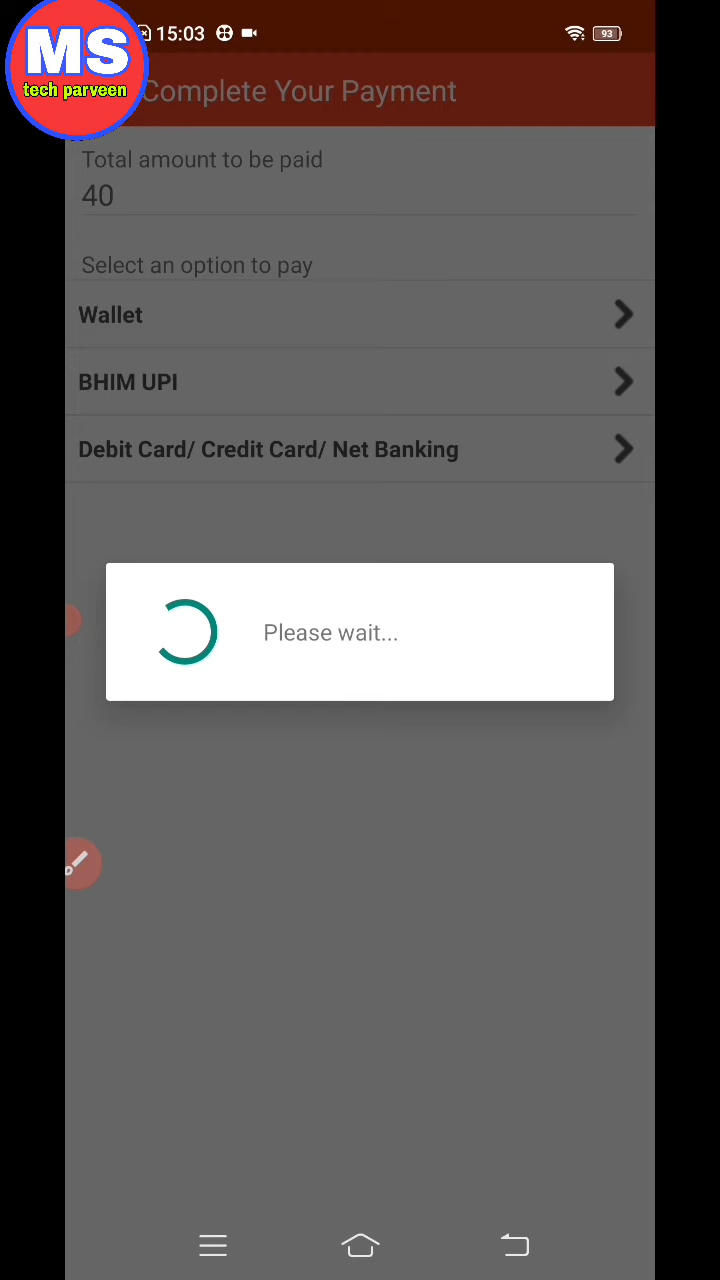 MS
tech parveen
15:03
93
Complete Your Payment
Total amount to be paid
40
Select an option to pay
Wallet
BHIM UPI
Debit Card/ Credit Card/ Net Banking
Please wait...